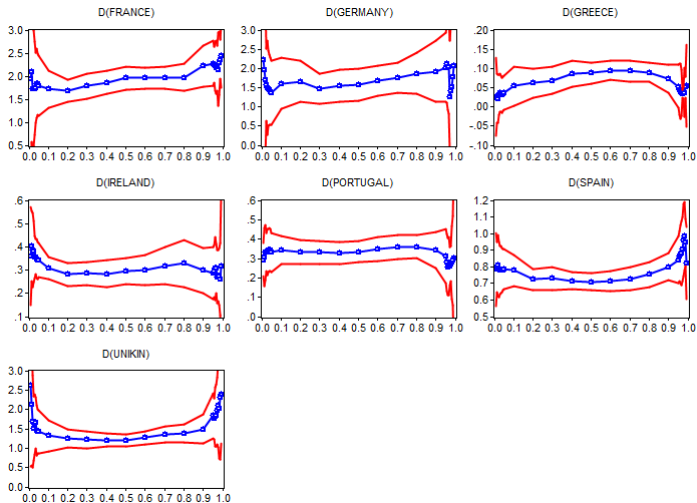 D(FRANCE) D(GERMANY) D(GREECE)
3.0 3.0 .20
2.5 2.5 .15
2.0 2.0 .10
1.5 1.5 .05
1.0 1.0 .00
0.5 0.5 -.05
0.0 -.10
0.0 0.1 0.2 0.3 0.4 0.5 0.6 0.7 0.8 0.9 1.0 0.0 0.1 0.2 0.3 0.4 0.5 0.6 0.7 0.8 0.9 1.0 0.0 0.1 0.2 0.3 0.4 0.5 0.6 0.7 0.8 0.9 1.0
D(IRELAND) D(PORTUGAL) D(SPAIN)
.6 .6 1.2
.5 .5 1.1
.4 .4 1.0
.3 .3 0.9
.2 .2 0.8
.1 .1 0.7
.0 0.6
0.5
0.0 0.1 0.2 0.3 0.4 0.5 0.6 0.7 0.8 0.9 1.0 0.0 0.1 0.2 0.3 0.4 0.5 0.6 0.7 0.8 0.9 1.0 0.0 0.1 0.2 0.3 0.4 0.5 0.6 0.7 0.8 0.9 1.0
D(UNIKIN)
3.0
2.5
2.0
1.5
1.0
0.5
0.0
0.0 0.1 0.2 0.3 0.4 0.5 0.6 0.7 0.8 0.9 1.0